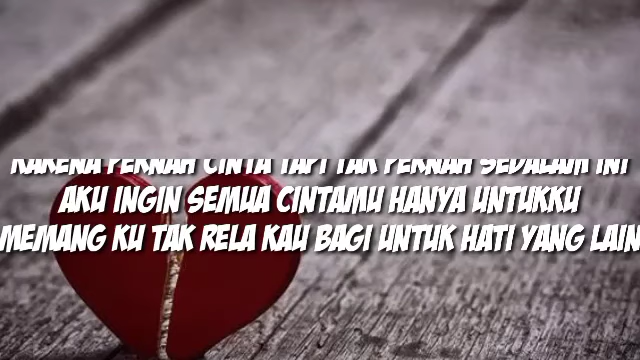 KARENA PERNAH CINTA TAPI TAK PERNAH SEDALAM INI
AKU INGIN SEMUA CINTAMU HANYA UNTUKKU
MEMANG KU TAK RELA KAU BAGI UNTUK HATI YANG LAIN